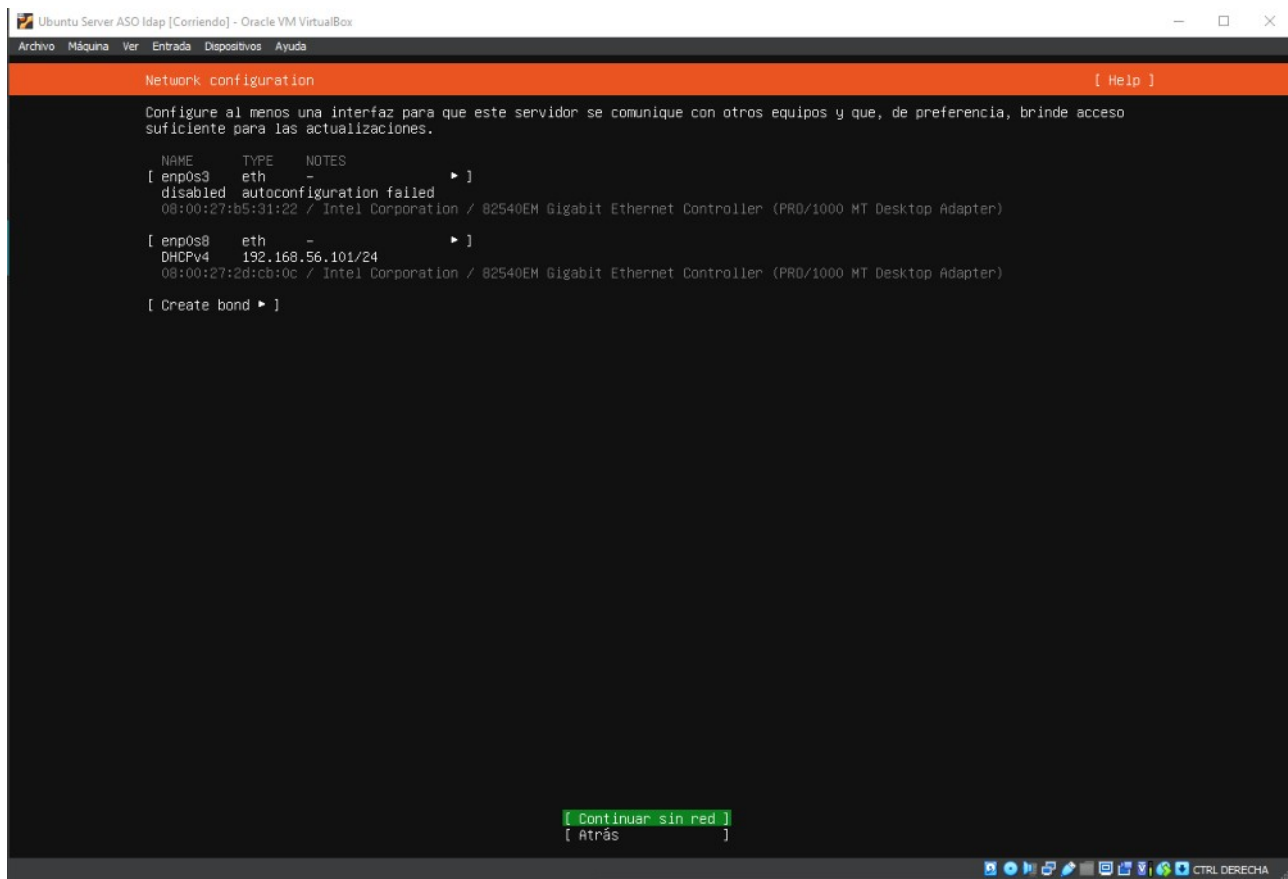 Ubuntu Server ASO ldap [Corriendo] - Oracle VM VirtualBox
Archivo Máquina Ver Entrada Dispositivos Ayuda
Network configuration [ Help ]
Configure al menos una interfaz para que este servidor se comunique con otros equipos y que, de preferencia, brinde acceso
suficiente para las actualizaciones.
NAME TYPE NOTES
[ enp0s3 eth - ▸ ]
disabled autoconfiguration failed
08:00:27:b5:31:22 / Intel Corporation / 82540EM Gigabit Ethernet Controller (PRO/1000 MT Desktop Adapter)
[ enp0s8 eth - ▸ ]
DHCPv4 192.168.56.101/24
08:00:27:2d:cb:0c / Intel Corporation / 82540EM Gigabit Ethernet Controller (PRO/1000 MT Desktop Adapter)
[ Create bond ▸ ]
[ Continuar sin red ]
[ Atrás ]
CTRL DERECHA